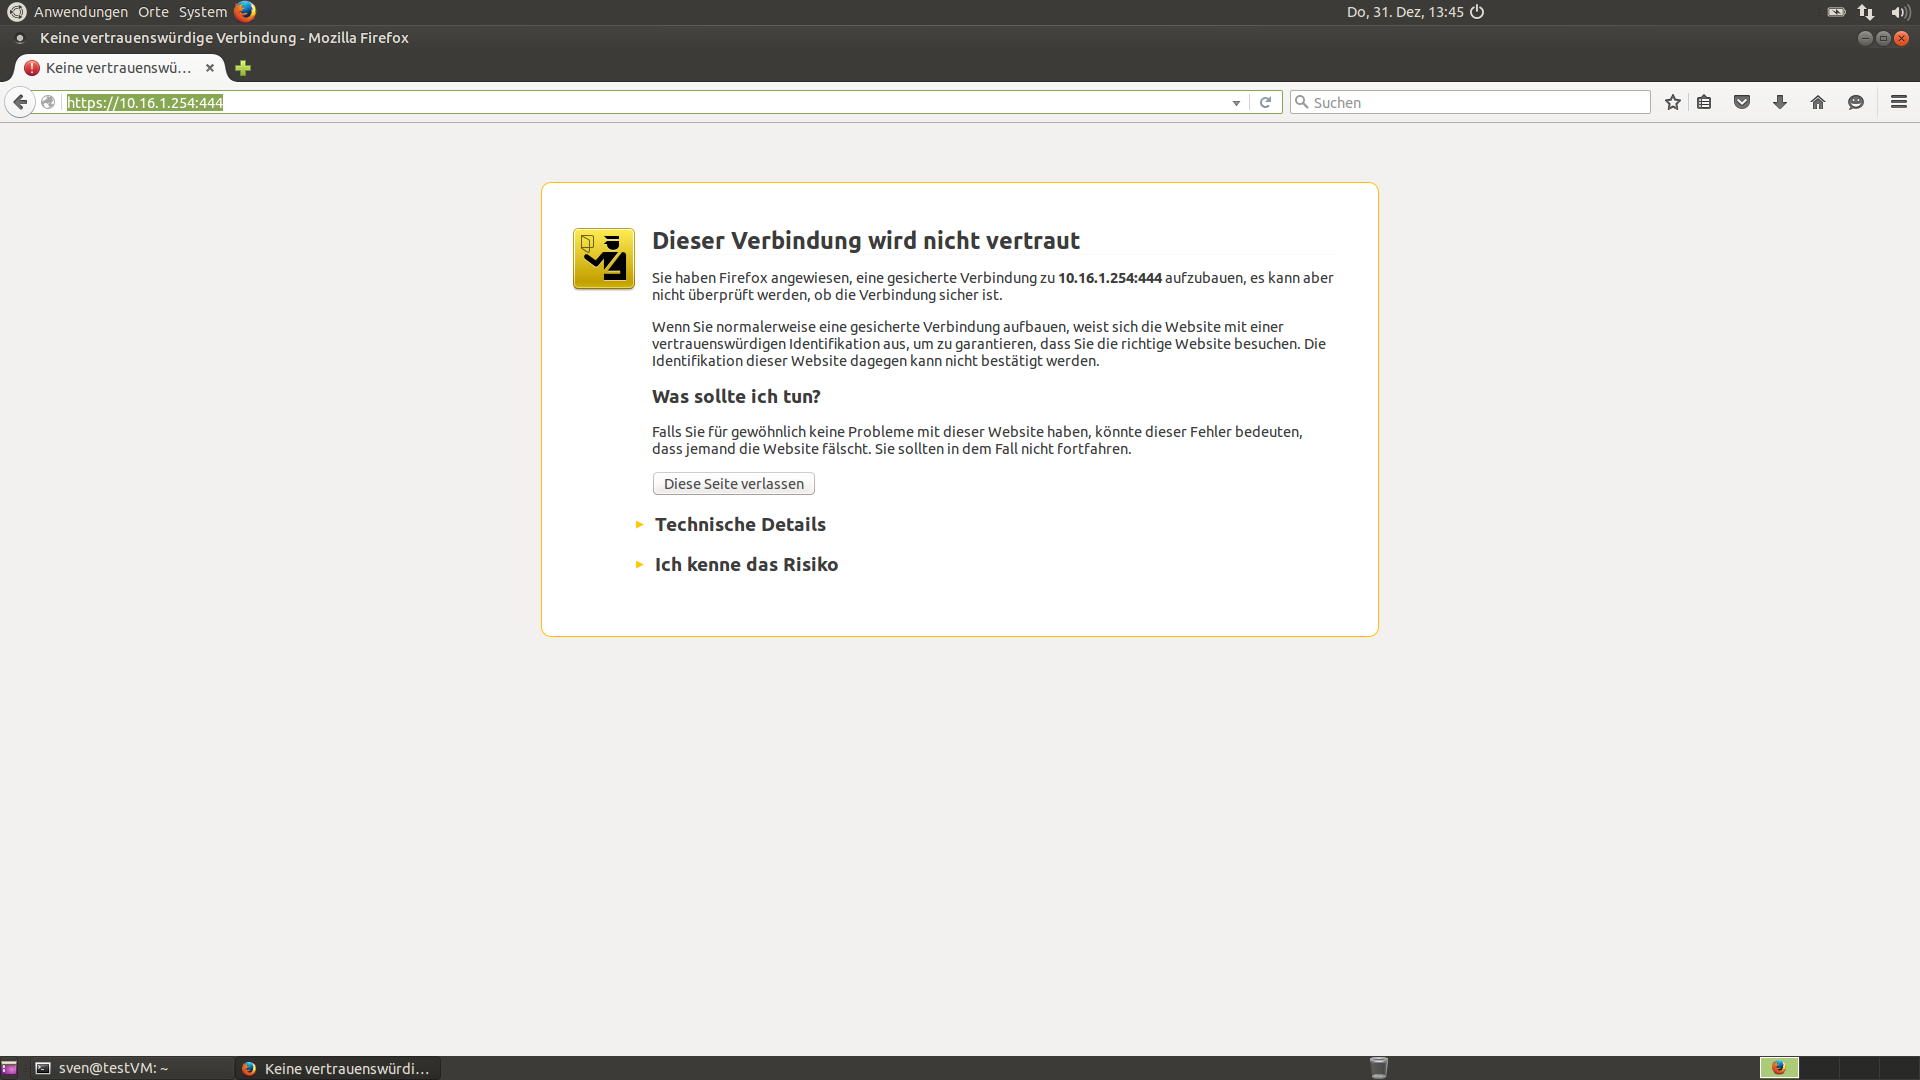 Anwendungen Orte System Do, 31. Dez, 13:45
Keine vertrauenswürdige Verbindung - Mozilla Firefox
Keine vertrauenswü...
https://10.16.1.254:444 Suchen
Dieser Verbindung wird nicht vertraut
Sie haben Firefox angewiesen, eine gesicherte Verbindung zu 10.16.1.254:444 aufzubauen, es kann aber
nicht überprüft werden, ob die Verbindung sicher ist.
Wenn Sie normalerweise eine gesicherte Verbindung aufbauen, weist sich die Website mit einer
vertrauenswürdigen Identifikation aus, um zu garantieren, dass Sie die richtige Website besuchen. Die
Identifikation dieser Website dagegen kann nicht bestätigt werden.
Was sollte ich tun?
Falls Sie für gewöhnlich keine Probleme mit dieser Website haben, könnte dieser Fehler bedeuten,
dass jemand die Website fälscht. Sie sollten in dem Fall nicht fortfahren.
Diese Seite verlassen
Technische Details
Ich kenne das Risiko
sven@testVM: ~ Keine vertrauenswürdi...